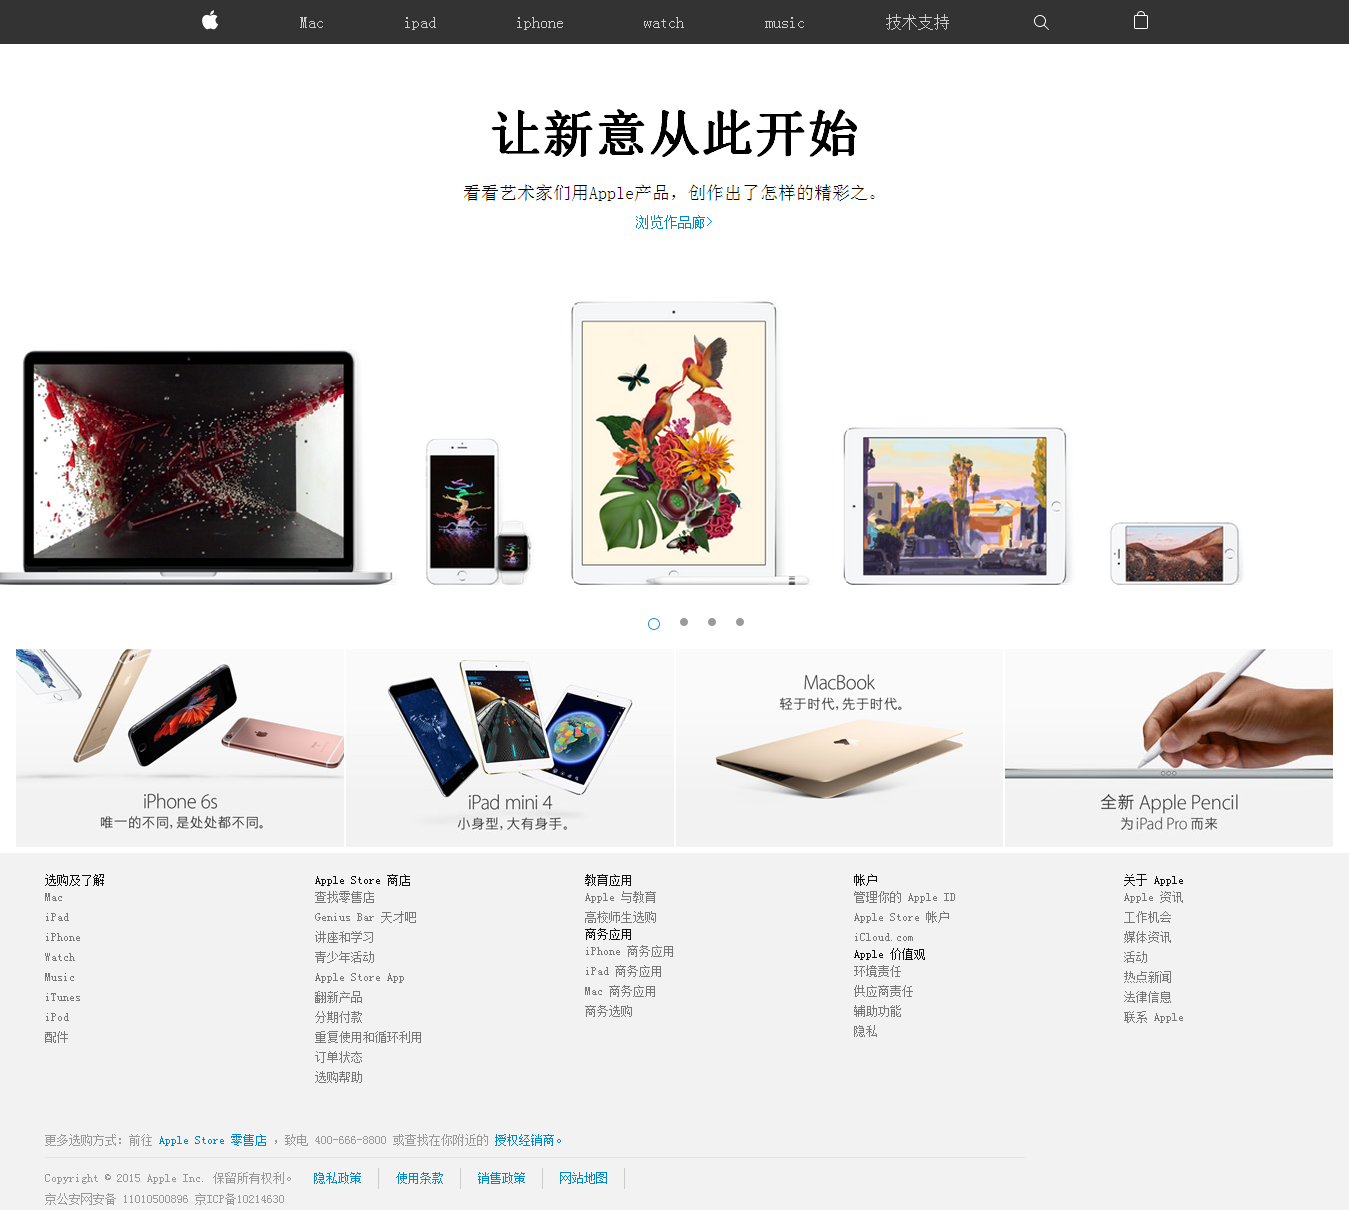 Mac ipad iphone watch music 技术支持
让新意从此开始
看看艺术家们用Apple产品，创作出了怎样的精彩之。
浏览作品廊>
iPhone 6s
唯一的不同，是处处都不同。
iPad mini 4
小身型，大有身手。
MacBook
轻于时代，先于时代。
全新 Apple Pencil
为 iPad Pro 而来
选购及了解
Mac
iPad
iPhone
Watch
Music
iTunes
iPod
配件
Apple Store 商店
查找零售店
Genius Bar 天才吧
讲座和学习
青少年活动
Apple Store App
翻新产品
分期付款
重复使用和循环利用
订单状态
选购帮助
教育应用
Apple 与教育
高校师生选购
商务应用
iPhone 商务应用
iPad 商务应用
Mac 商务应用
商务选购
帐户
管理你的 Apple ID
Apple Store 帐户
iCloud.com
Apple 价值观
环境责任
供应商责任
辅助功能
隐私
关于 Apple
Apple 资讯
工作机会
媒体资讯
活动
热点新闻
法律信息
联系 Apple
更多选购方式：前往 Apple Store 零售店 ，致电 400-666-8800 或查找在你附近的 授权经销商。
Copyright © 2015 Apple Inc. 保留所有权利。 隐私政策 使用条款 销售政策 网站地图
京公安网安备 11010500896 京ICP备10214630